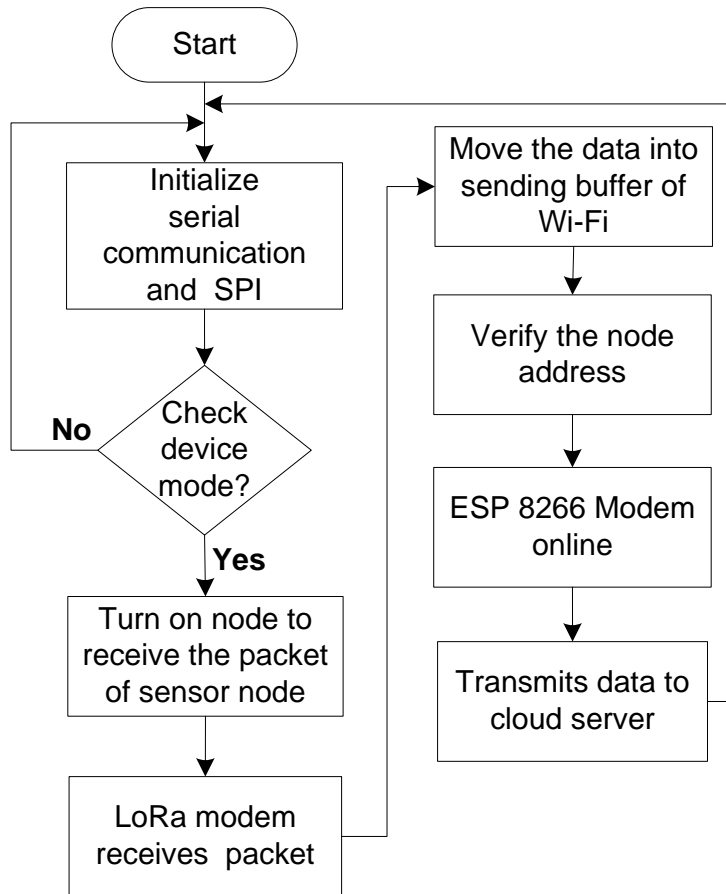 Start
Initialize
serial
communication
and SPI
Check
device
mode?
No
Yes
Turn on node to
receive the packet
of sensor node
LoRa modem
receives packet
Move the data into
sending buffer of
Wi-Fi
Verify the node
address
ESP 8266 Modem
online
Transmits data to
cloud server